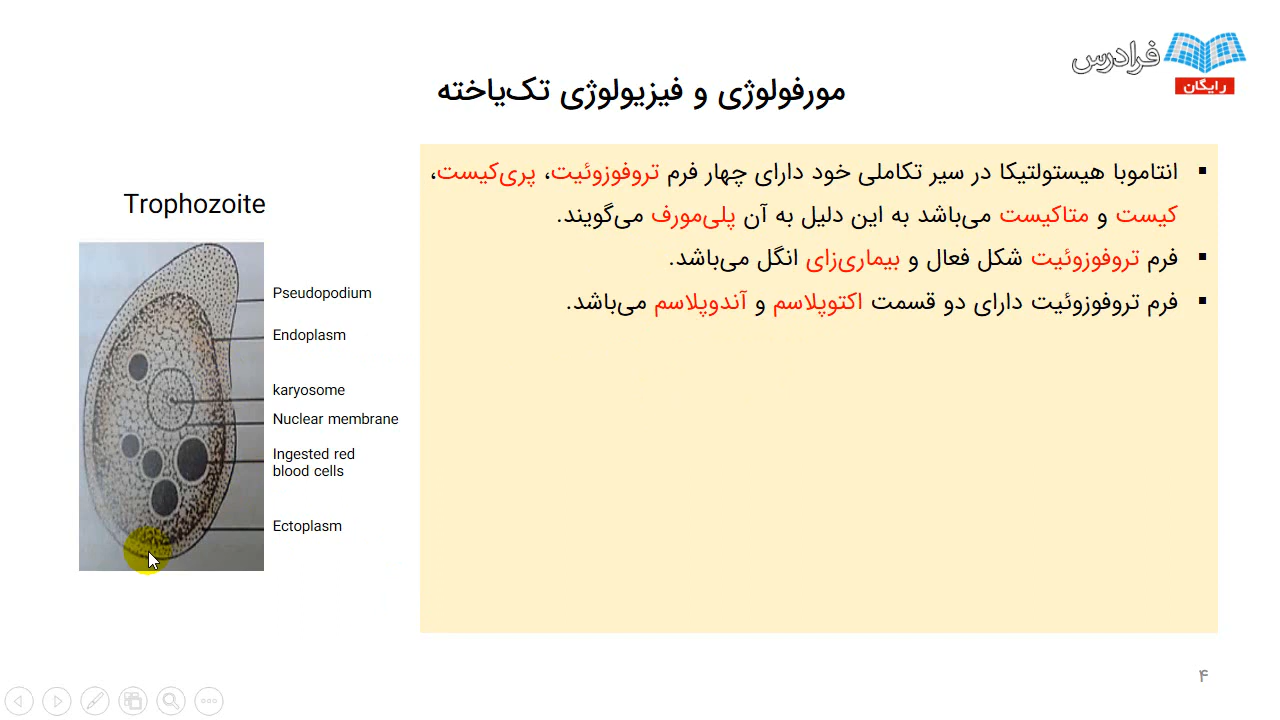 فرادرس
رایگان
مورفولوژی و فیزیولوژی تک‌یاخته
▪ انتاموبا هیستولتیکا در سیر تکاملی خود دارای چهار فرم تروفوزوئیت، پری‌کیست،
کیست و متاکیست می‌باشد به این دلیل به آن پلی‌مورف می‌گویند.
▪ فرم تروفوزوئیت شکل فعال و بیماری‌زای انگل می‌باشد.
▪ فرم تروفوزوئیت دارای دو قسمت اکتوپلاسم و آندوپلاسم می‌باشد.
Trophozoite
Pseudopodium
Endoplasm
karyosome
Nuclear membrane
Ingested red
blood cells
Ectoplasm
۴